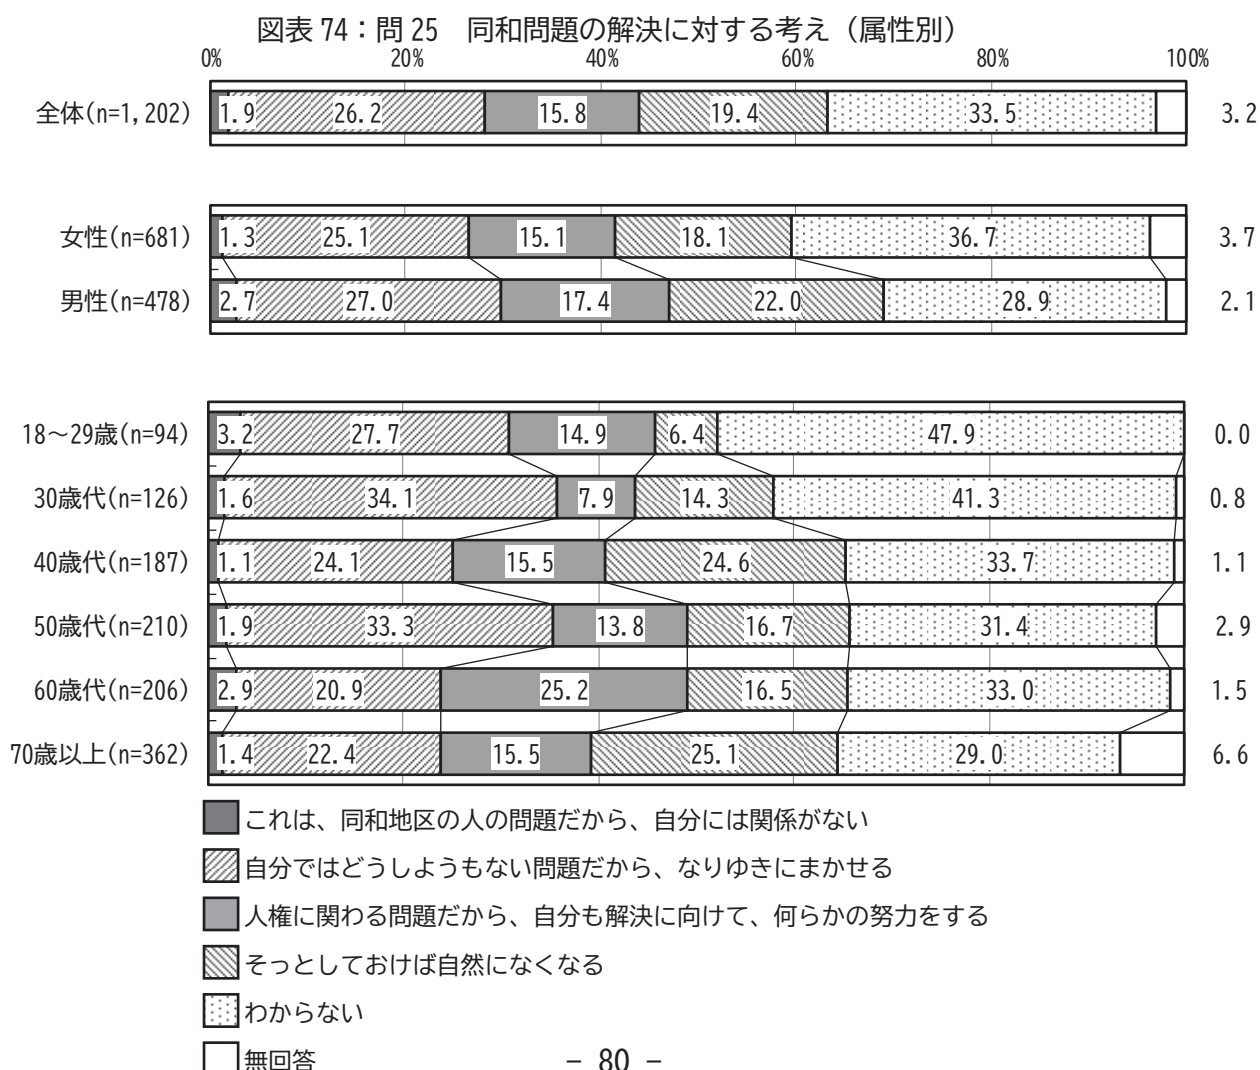 図表 74：問 25　同和問題の解決に対する考え（属性別）
0% 20% 40% 60% 80% 100%
全体(n=1,202) 1.9 26.2 15.8 19.4 33.5 3.2
女性(n=681) 1.3 25.1 15.1 18.1 36.7 3.7
男性(n=478) 2.7 27.0 17.4 22.0 28.9 2.1
18～29歳(n=94) 3.2 27.7 14.9 6.4 47.9 0.0
30歳代(n=126) 1.6 34.1 7.9 14.3 41.3 0.8
40歳代(n=187) 1.1 24.1 15.5 24.6 33.7 1.1
50歳代(n=210) 1.9 33.3 13.8 16.7 31.4 2.9
60歳代(n=206) 2.9 20.9 25.2 16.5 33.0 1.5
70歳以上(n=362) 1.4 22.4 15.5 25.1 29.0 6.6
これは、同和地区の人の問題だから、自分には関係がない
自分ではどうしようもない問題だから、なりゆきにまかせる
人権に関わる問題だから、自分も解決に向けて、何らかの努力をする
そっとしておけば自然になくなる
わからない
無回答
－ 80 －